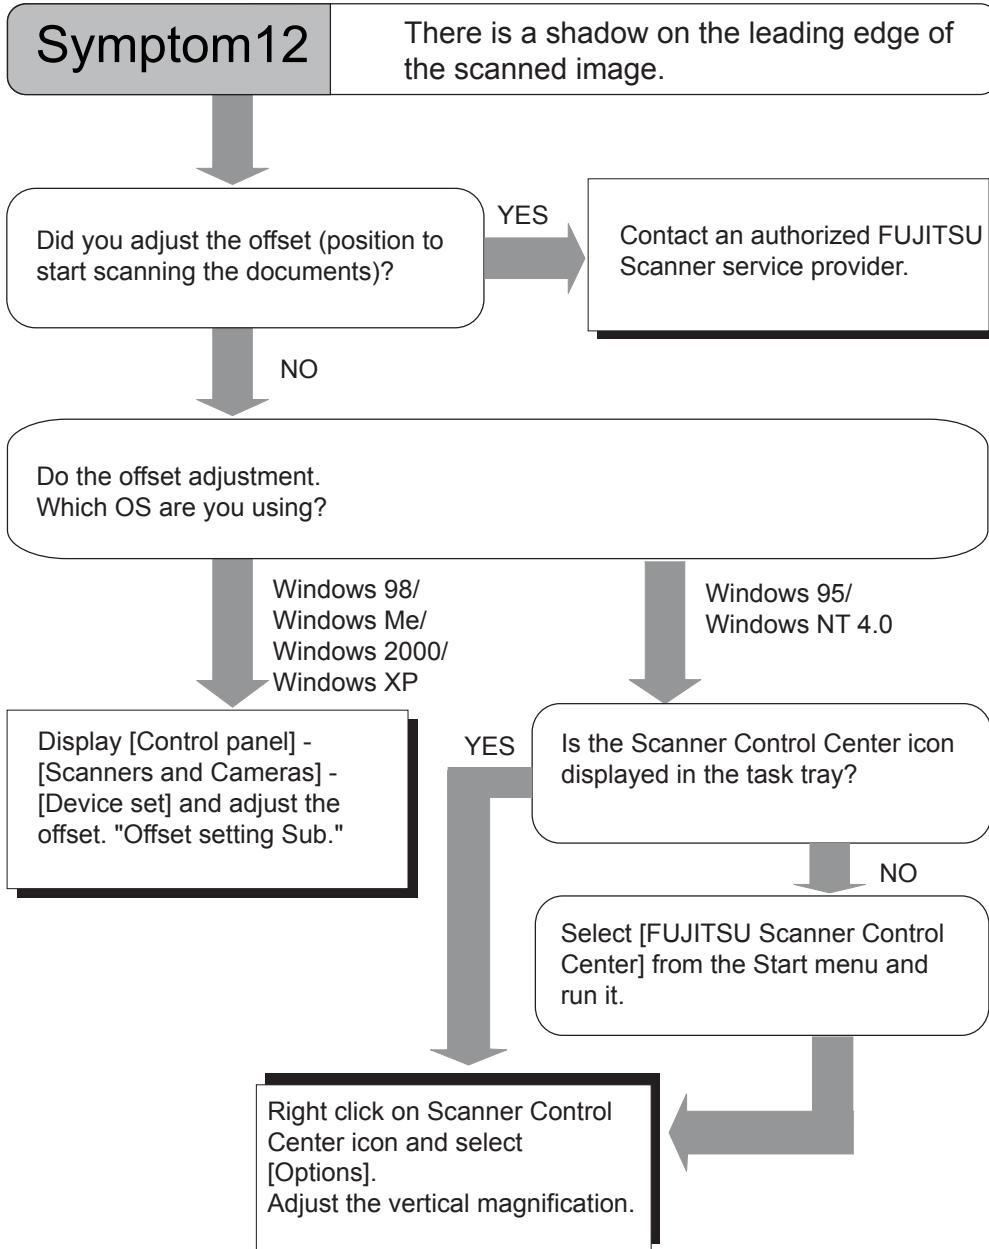 Symptom12
There is a shadow on the leading edge of
the scanned image.
Did you adjust the offset (position to
start scanning the documents)?
YES
Contact an authorized FUJITSU
Scanner service provider.
NO
Do the offset adjustment.
Which OS are you using?
Windows 98/
Windows Me/
Windows 2000/
Windows XP
Windows 95/
Windows NT 4.0
Display [Control panel] -
[Scanners and Cameras] -
[Device set] and adjust the
offset. "Offset setting Sub."
YES
Is the Scanner Control Center icon
displayed in the task tray?
NO
Select [FUJITSU Scanner Control
Center] from the Start menu and
run it.
Right click on Scanner Control
Center icon and select
[Options].
Adjust the vertical magnification.